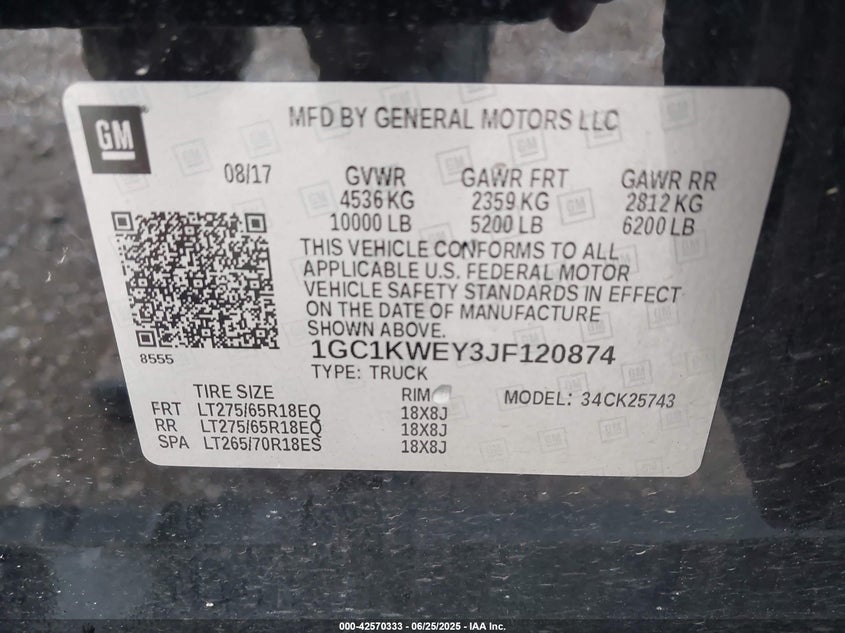 GM
MFD BY GENERAL MOTORS LLC
08/17 GVWR GAWR FRT GAWR RR
4536 KG 2359 KG 2812 KG
10000 LB 5200 LB 6200 LB
THIS VEHICLE CONFORMS TO ALL
APPLICABLE U.S. FEDERAL MOTOR
VEHICLE SAFETY STANDARDS IN EFFECT
ON THE DATE OF MANUFACTURE
SHOWN ABOVE.
8555
1GC1KWEY3JF120874
TYPE: TRUCK
TIRE SIZE RIM MODEL: 34CK25743
FRT LT275/65R18EQ 18X8J
RR LT275/65R18EQ 18X8J
SPA LT265/70R18ES 18X8J
000-42570333 - 06/25/2025 - IAA Inc.